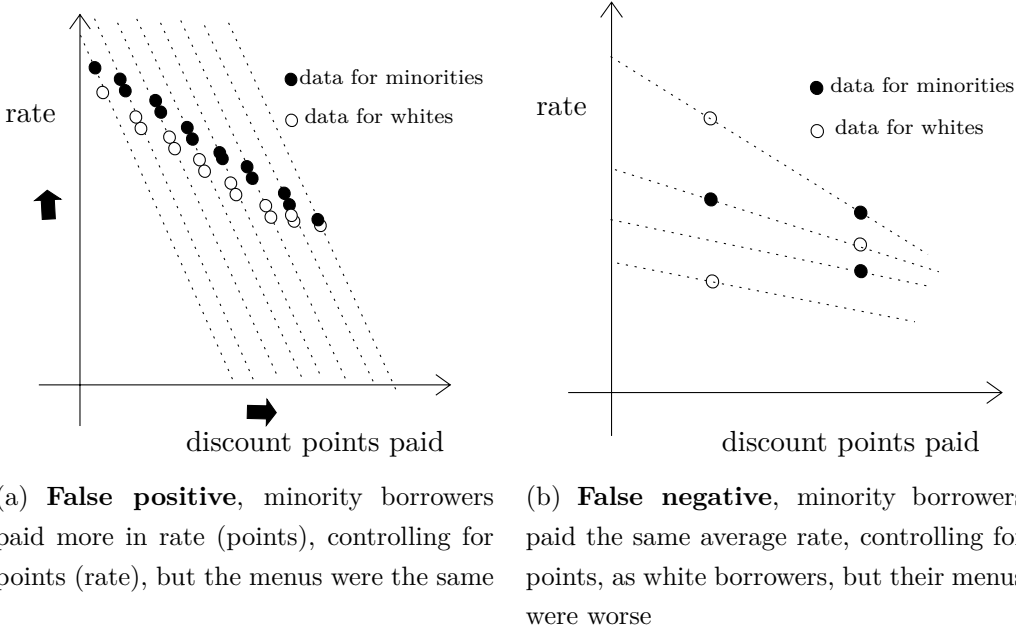 rate
data for minorities
data for whites
discount points paid
(a) False positive, minority borrowers
paid more in rate (points), controlling for
points (rate), but the menus were the same
rate
data for minorities
data for whites
discount points paid
(b) False negative, minority borrowers
paid the same average rate, controlling for
points, as white borrowers, but their menus
were worse